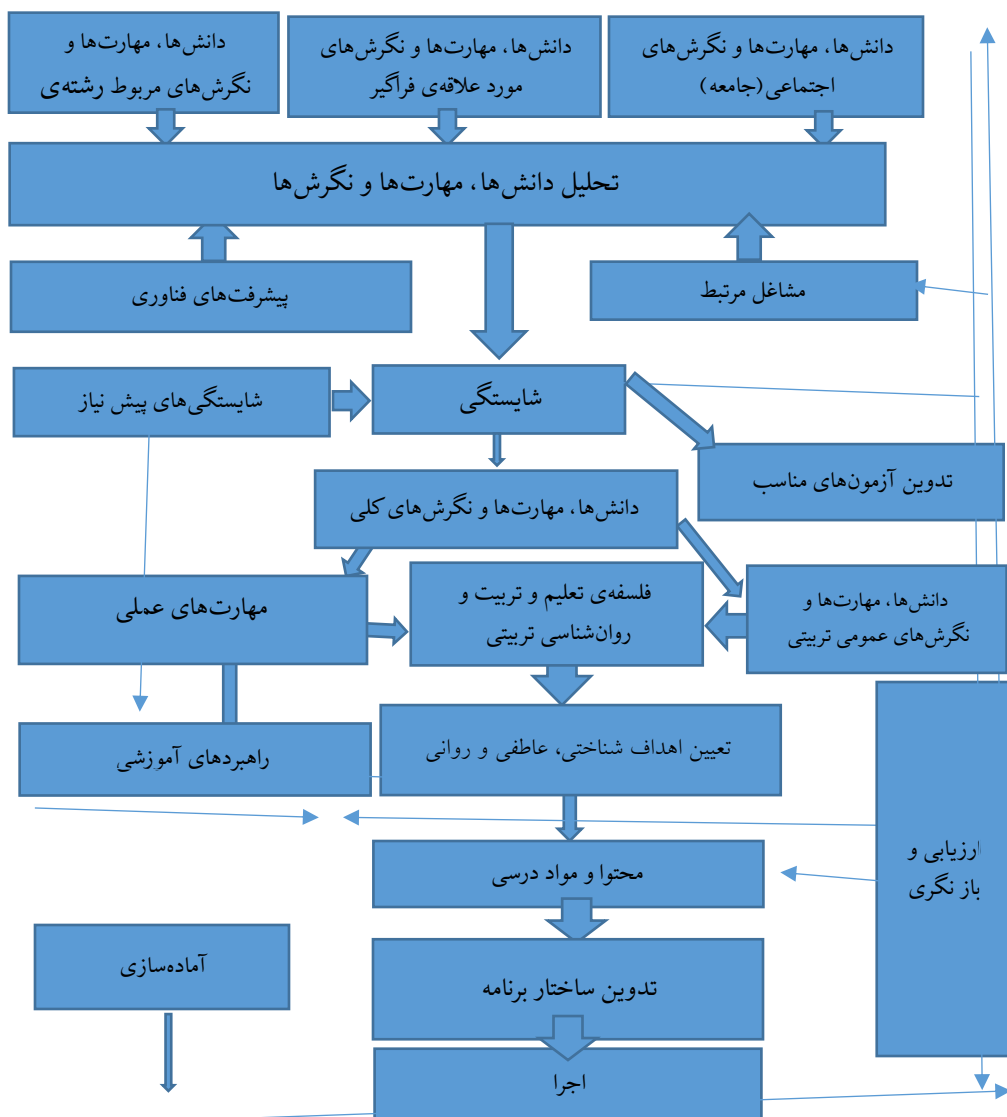 دانش‌ها، مهارت‌ها و نگرش‌های
اجتماعی(جامعه)
دانش‌ها، مهارت‌ها و نگرش‌های
مورد علاقه‌ی فراگیر
دانش‌ها، مهارت‌ها و
نگرش‌های مربوط رشته‌ی
تحلیل دانش‌ها، مهارت‌ها و نگرش‌ها
مشاغل مرتبط
پیشرفت‌های فناوری
شایستگی
شایستگی‌های پیش نیاز
تدوین آزمون‌های مناسب
دانش‌ها، مهارت‌ها و نگرش‌های کلی
دانش‌ها، مهارت‌ها و
نگرش‌های عمومی تربیتی
فلسفه‌ی تعلیم و تربیت و
روان‌شناسی تربیتی
مهارت‌های عملی
تعیین اهداف شناختی، عاطفی و روانی
راهبردهای آموزشی
ارزیابی و
باز نگری
محتوا و مواد درسی
تدوین ساختار برنامه
آماده‌سازی
اجرا